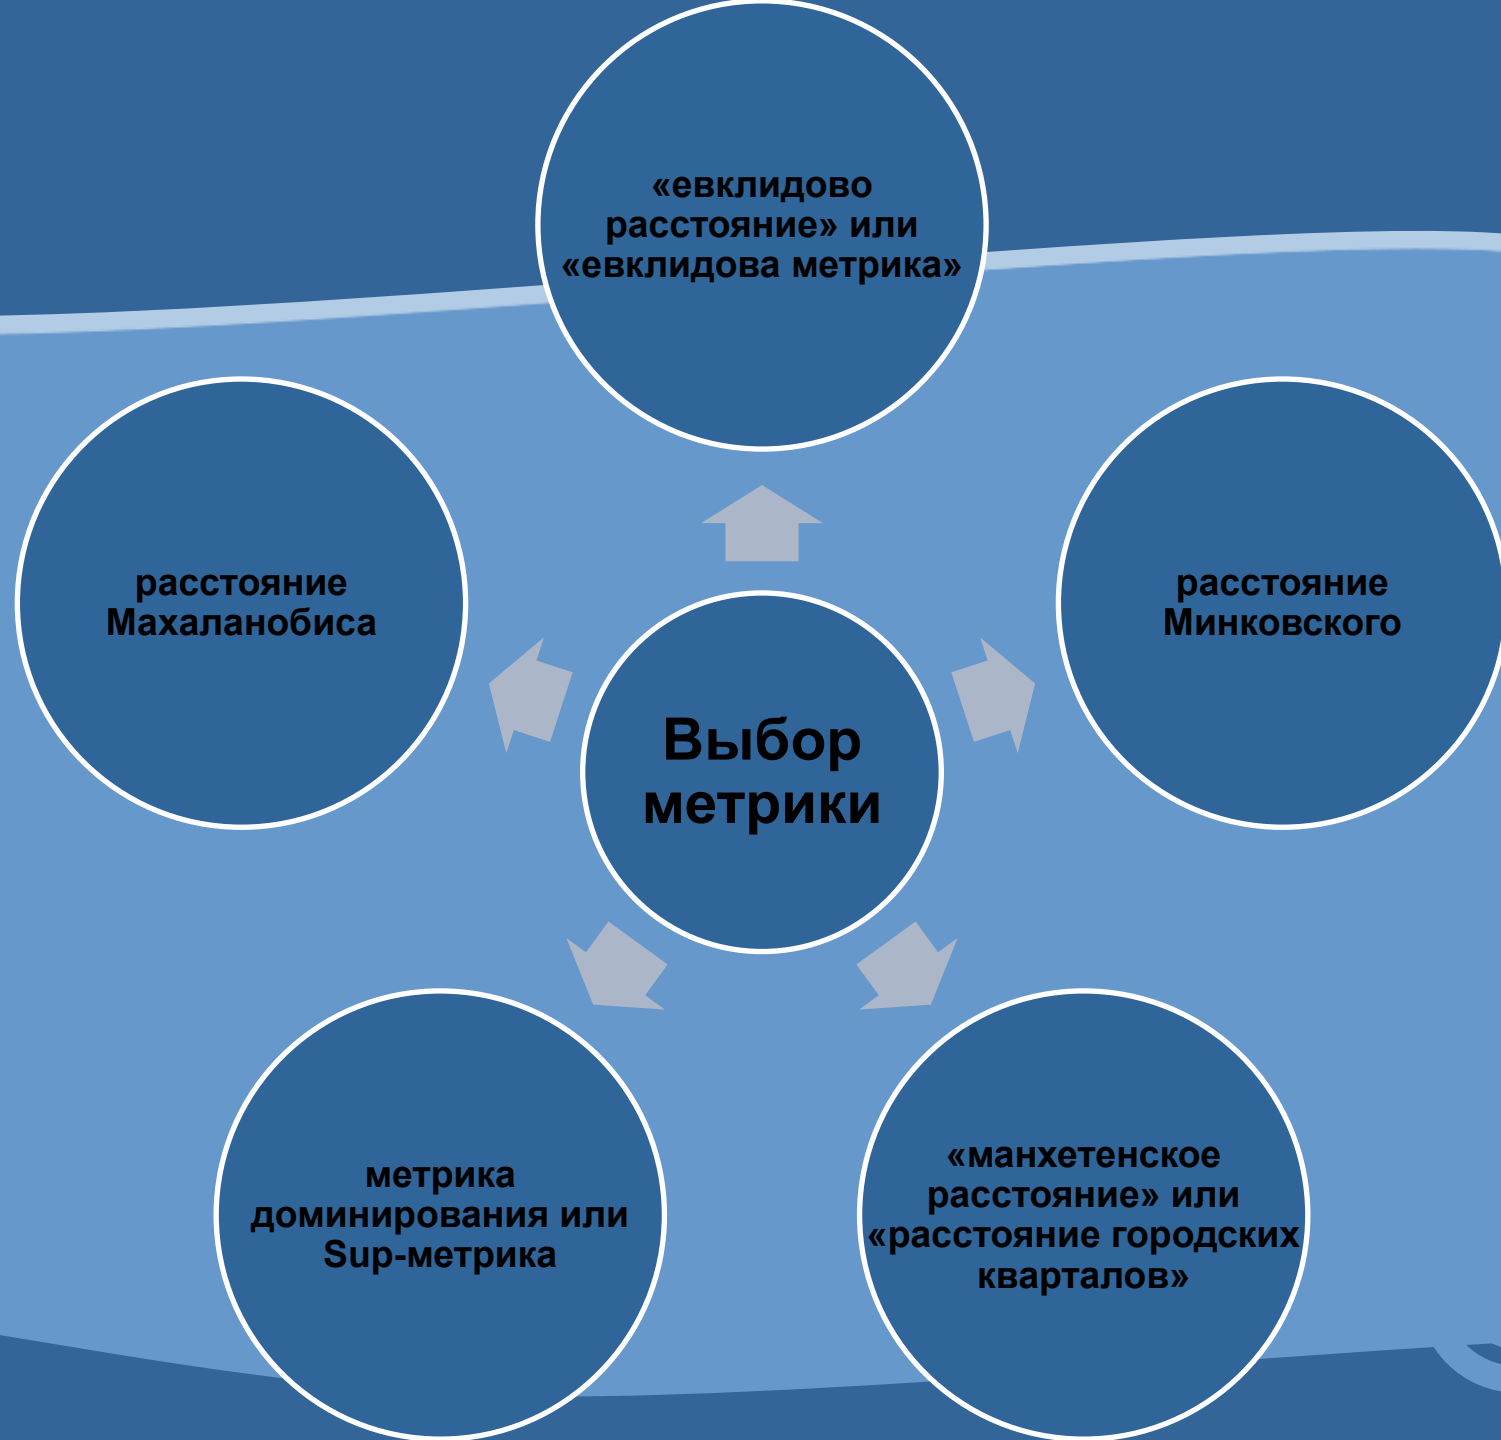 «евклидово
расстояние» или
«евклидова метрика»
расстояние
Махаланобиса
расстояние
Минковского
Выбор
метрики
метрика
доминирования или
Sup-метрика
«манхетенское
расстояние» или
«расстояние городских
кварталов»